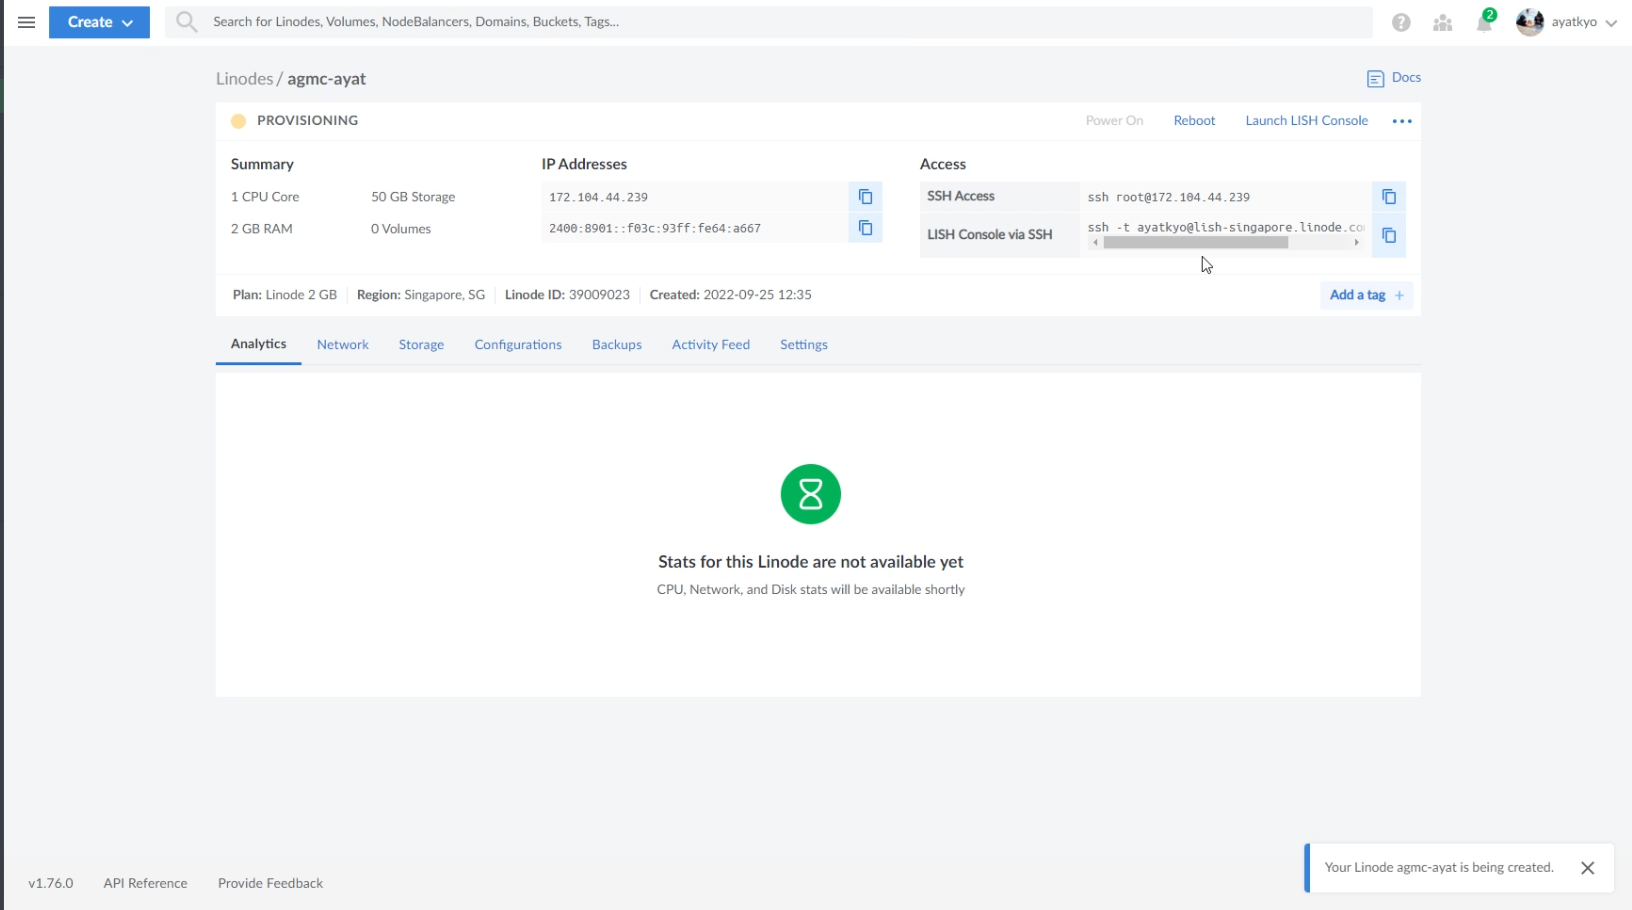 Create
Search for Linodes, Volumes, NodeBalancers, Domains, Buckets, Tags...
2
ayatkyo
Linodes / agmc-ayat
Docs
PROVISIONING
Power On
Reboot
Launch LISH Console
Summary
1 CPU Core
50 GB Storage
2 GB RAM
0 Volumes
IP Addresses
172.104.44.239
2400:8901::f03c:93ff:fe64:a667
Access
SSH Access
ssh root@172.104.44.239
LISH Console via SSH
ssh -t ayatkyo@lish-singapore.linode.co
Plan: Linode 2 GB
Region: Singapore, SG
Linode ID: 39009023
Created: 2022-09-25 12:35
Add a tag +
Analytics
Network
Storage
Configurations
Backups
Activity Feed
Settings
Stats for this Linode are not available yet
CPU, Network, and Disk stats will be available shortly
v1.76.0
API Reference
Provide Feedback
Your Linode agmc-ayat is being created.